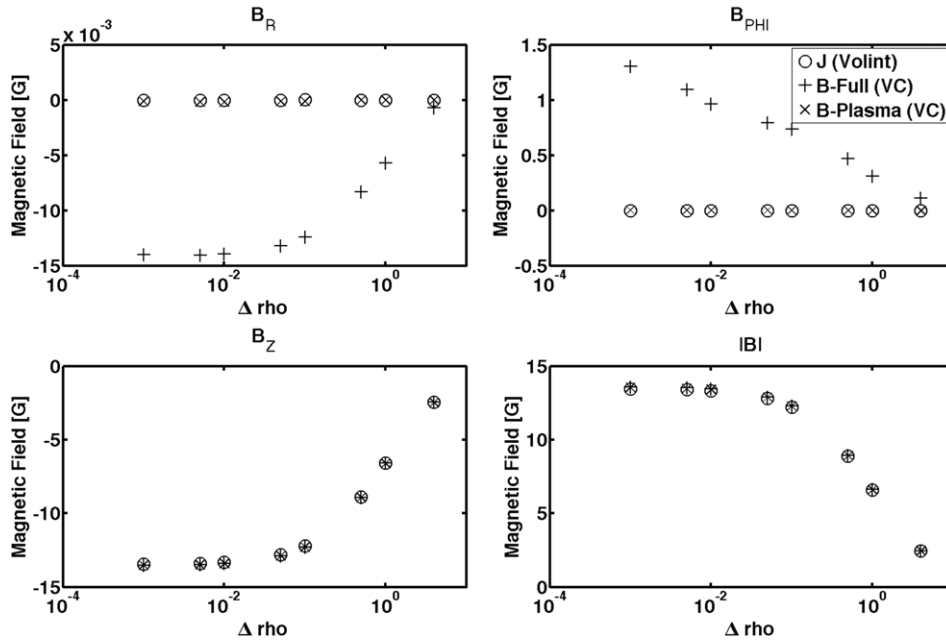 B_R
× 10^-3
Magnetic Field [G]
5
0
-5
-10
-15
10^-4
10^-2
10^0
Δ rho
B_PHI
J (Volint)
B-Full (VC)
B-Plasma (VC)
Magnetic Field [G]
1.5
1
0.5
0
-0.5
10^-4
10^-2
10^0
Δ rho
B_Z
Magnetic Field [G]
0
-5
-10
-15
10^-4
10^-2
10^0
Δ rho
|B|
Magnetic Field [G]
15
10
5
0
10^-4
10^-2
10^0
Δ rho